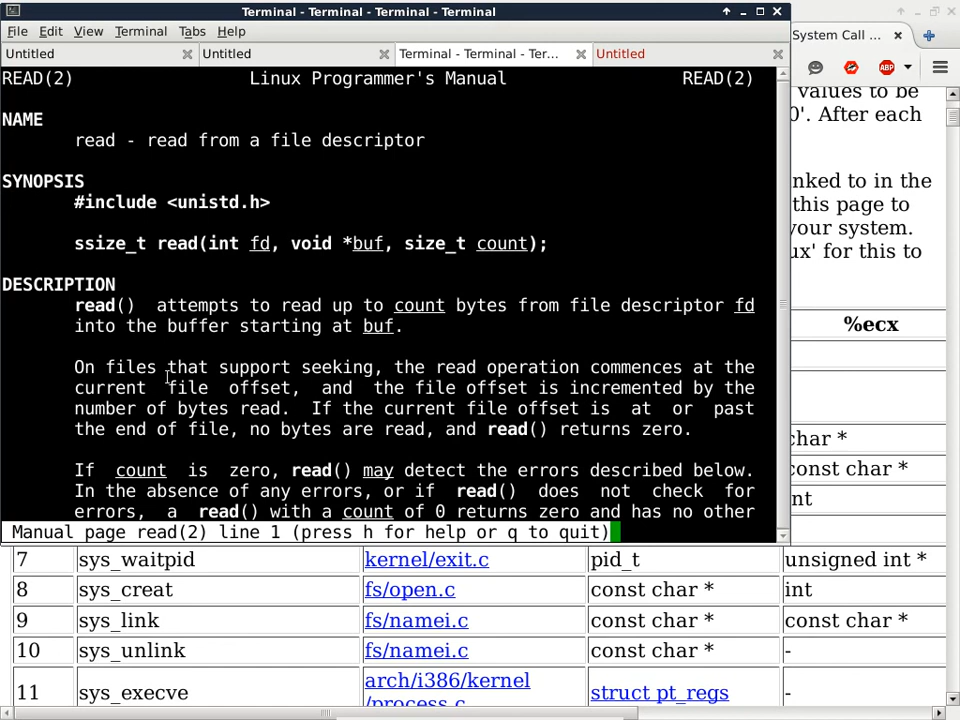 Terminal - Terminal - Terminal - Terminal
File Edit View Terminal Tabs Help
Untitled Untitled Terminal - Terminal - Ter... Untitled
READ(2) Linux Programmer's Manual READ(2)
NAME
read - read from a file descriptor
SYNOPSIS
#include <unistd.h>
ssize_t read(int fd, void *buf, size_t count);
DESCRIPTION
read() attempts to read up to count bytes from file descriptor fd
into the buffer starting at buf.
On files that support seeking, the read operation commences at the
current file offset, and the file offset is incremented by the
number of bytes read. If the current file offset is at or past
the end of file, no bytes are read, and read() returns zero.
If count is zero, read() may detect the errors described below.
In the absence of any errors, or if read() does not check for
errors, a read() with a count of 0 returns zero and has no other
Manual page read(2) line 1 (press h for help or q to quit)
System Call ...
ABP
values to be
0'. After each
nked to in the
this page to
your system.
ux' for this to
%ecx
char *
const char *
int
7 sys_waitpid kernel/exit.c pid_t unsigned int *
8 sys_creat fs/open.c const char * int
9 sys_link fs/namei.c const char * const char *
10 sys_unlink fs/namei.c const char * -
11 sys_execve arch/i386/kernel struct pt_regs -
/process.c